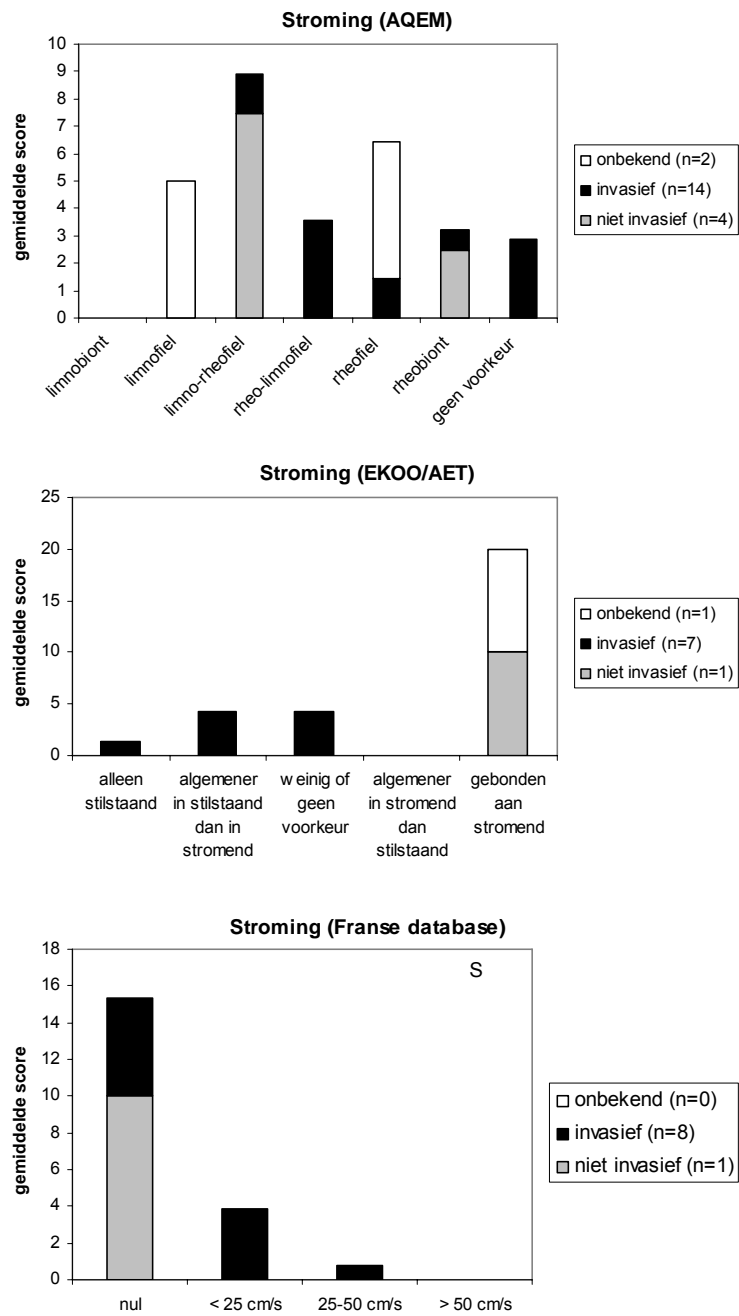 Stroming (AQEM)
gemiddelde score
10
9
8
7
6
5
4
3
2
1
0
limnobiont
limnofiel
limno-rheofiel
rheo-limnofiel
rheofiel
rheobiont
geen voorkeur
onbekend (n=2)
invasief (n=14)
niet invasief (n=4)
Stroming (EKOO/AET)
gemiddelde score
25
20
15
10
5
0
alleen
stilstaand
algemener
in stilstaand
dan in
stromend
weinig of
geen
voorkeur
algemener
in stromend
dan
stilstaand
gebonden
aan
stromend
onbekend (n=1)
invasief (n=7)
niet invasief (n=1)
Stroming (Franse database)
S
gemiddelde score
18
16
14
12
10
8
6
4
2
0
nul
< 25 cm/s
25-50 cm/s
> 50 cm/s
onbekend (n=0)
invasief (n=8)
niet invasief (n=1)